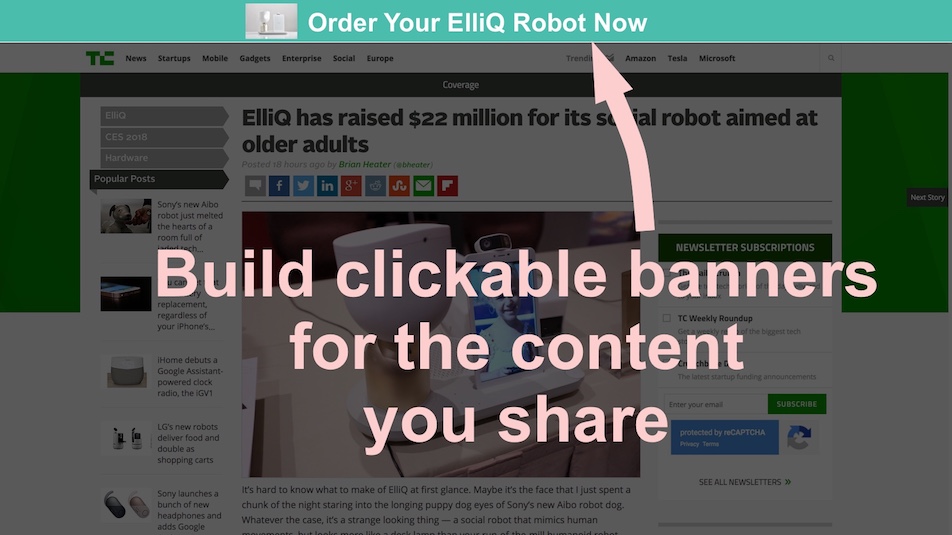 Order Your ElliQ Robot Now
TC News Startups Mobile Gadgets Enterprise Social Europe Amazon Tesla Microsoft
Coverage
ElliQ
CES 2018
Hardware
Popular Posts
ElliQ has raised $22 million for its social robot aimed at
older adults
Posted 18 hours ago by Brian Heater (@bheater)
Next Story
Sony's new Aibo
robot just melted
the hearts of a
room full of
replacement,
regardless of
your iPhone's...
IHome debuts a
Google Assistant-
powered clock
radio, the iGV1
LG's new robots
deliver food and
double as
shopping carts
Sony launches a
bunch of new
headphones and
adds Google
Build clickable banners
for the content
you share
NEWSLETTER SUBSCRIPTIONS
TC Weekly Roundup
Get a weekly of the biggest tech
The latest startup funding announcements
Enter your email
SUBSCRIBE
protected by reCAPTCHA
Privacy Terms
SEE ALL NEWSLETTERS »
It's hard to know what to make of ElliQ at first glance. Maybe it's the face that I just spent a
chunk of the night staring into the longing puppy dog eyes of Sony's new Aibo robot dog.
Whatever the case, it's a strange looking thing — a social robot that mimics human